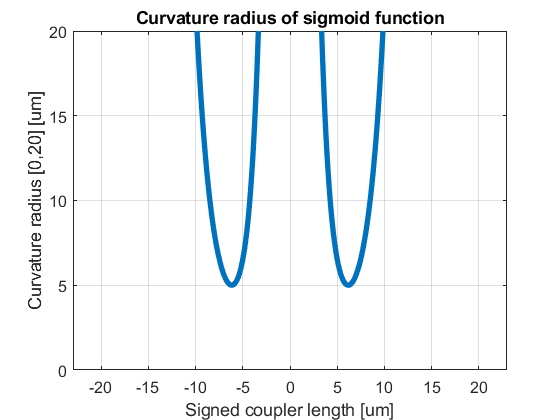 Curvature radius of sigmoid function
20
15
10
5
0
Curvature radius [0,20] [um]
-20 -15 -10 -5 0 5 10 15 20
Signed coupler length [um]